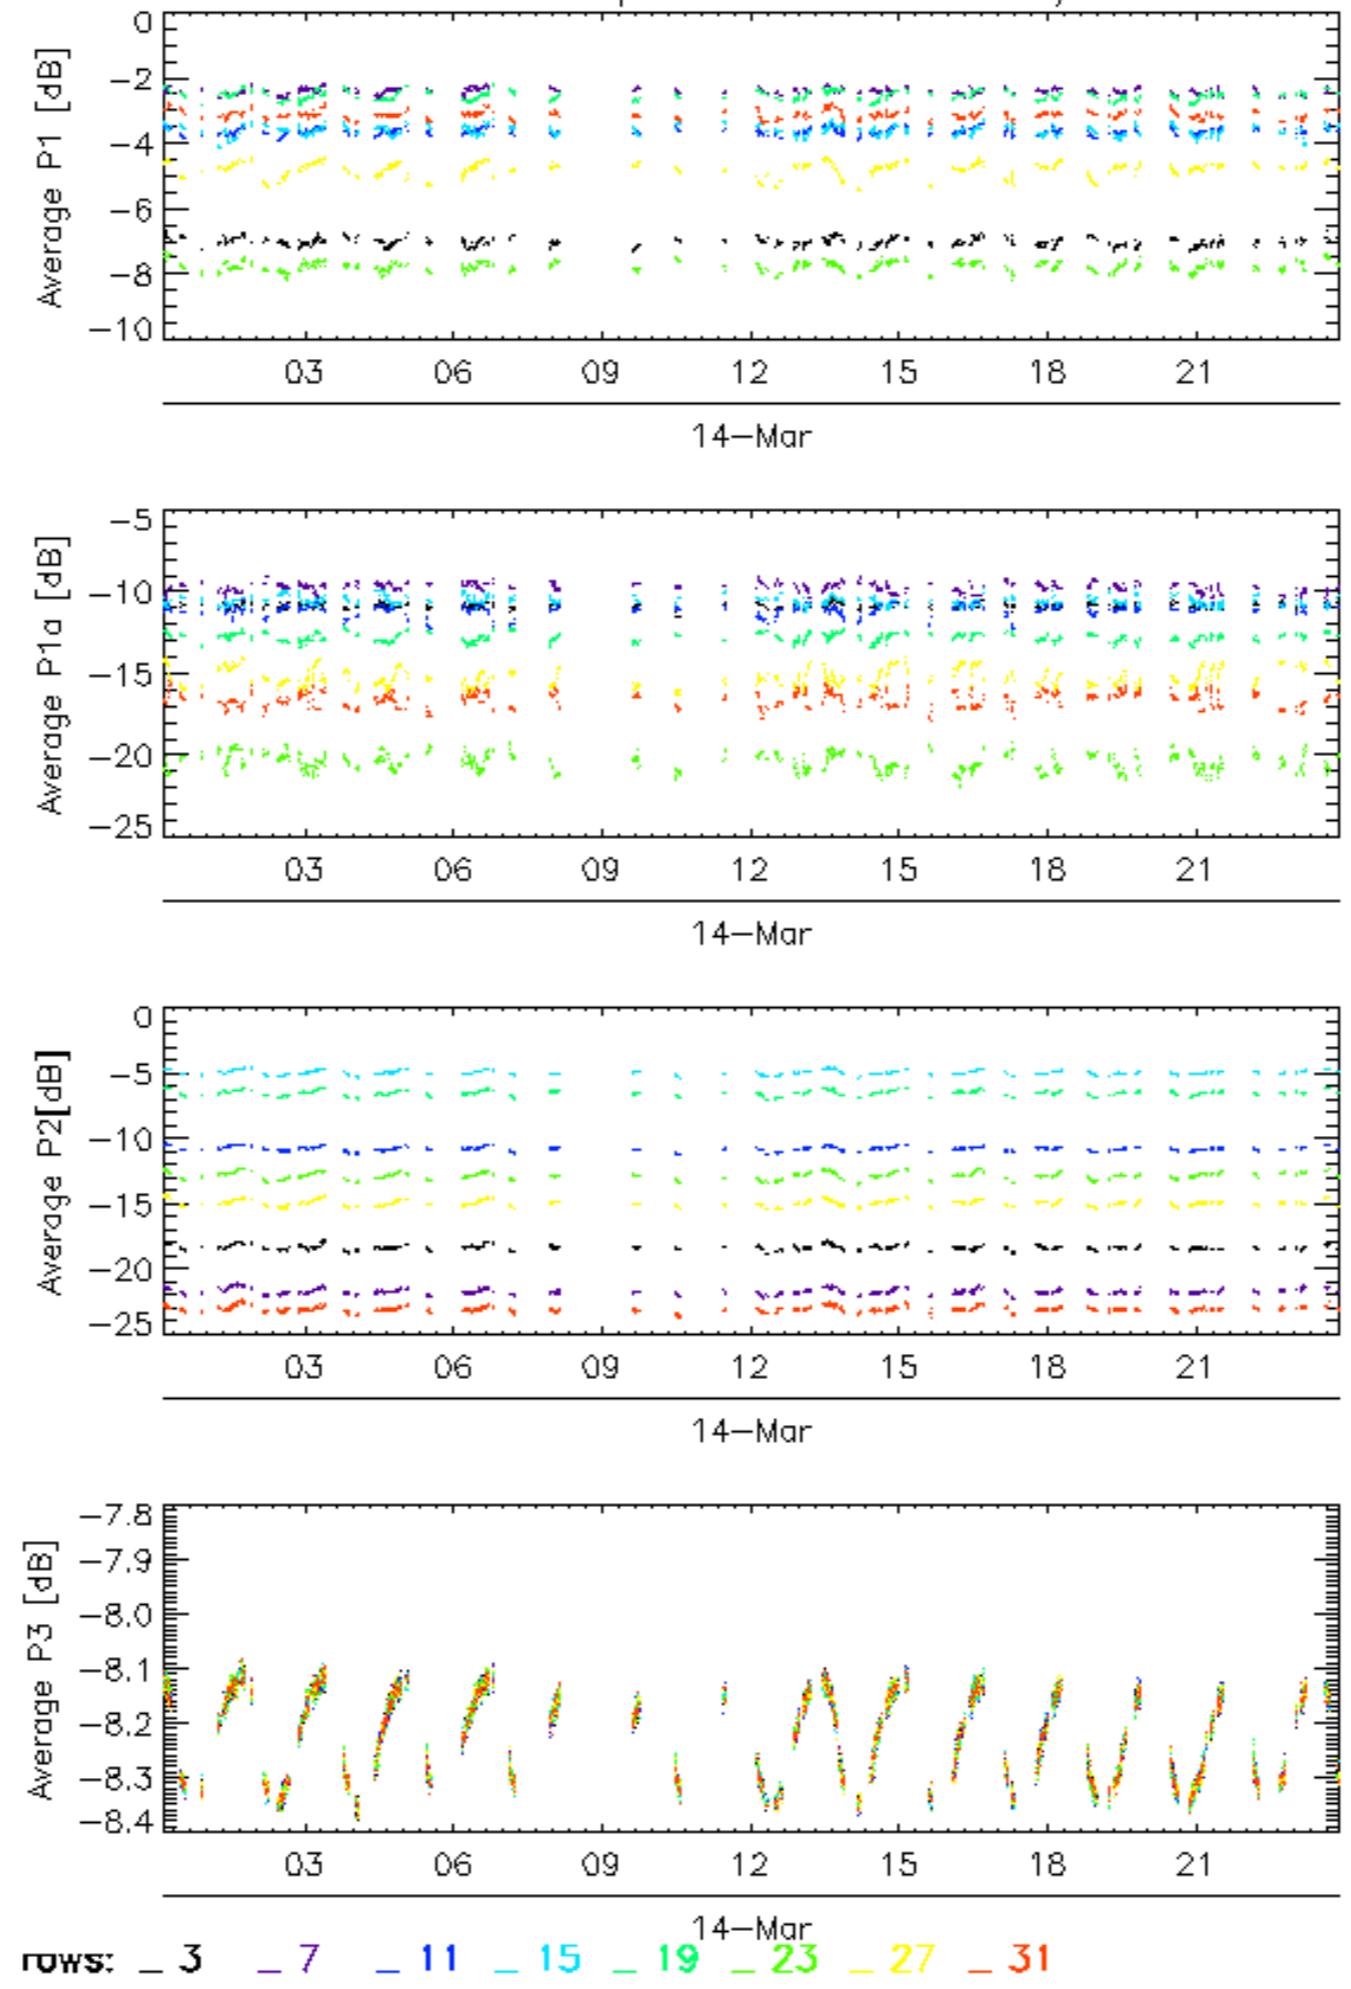 0
−2
−4
−6
−8
−10
Average P1 [dB]
03 06 09 12 15 18 21
14−Mar
−5
−10
−15
−20
−25
Average P1a [dB]
03 06 09 12 15 18 21
14−Mar
0
−5
−10
−15
−20
−25
Average P2[dB]
03 06 09 12 15 18 21
14−Mar
−7.8
−7.9
−8.0
−8.1
−8.2
−8.3
−8.4
Average P3 [dB]
03 06 09 12 15 18 21
14−Mar
rows: _ 3 _ 7 _ 11 _ 15 _ 19 _ 23 _ 27 _ 31